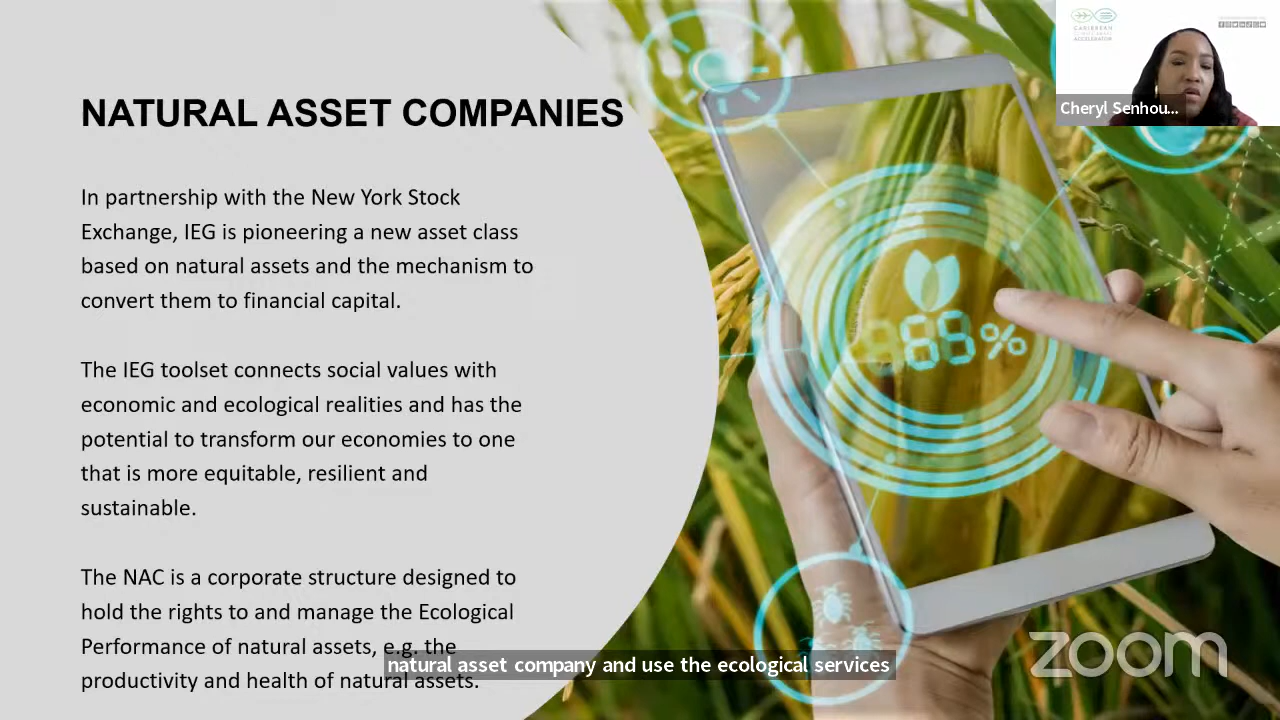 NATURAL ASSET COMPANIES
In partnership with the New York Stock
Exchange, IEG is pioneering a new asset class
based on natural assets and the mechanism to
convert them to financial capital.
The IEG toolset connects social values with
economic and ecological realities and has the
potential to transform our economies to one
that is more equitable, resilient and
sustainable.
The NAC is a corporate structure designed to
hold the rights to and manage the Ecological
Performance of natural assets, e.g. the
productivity and health of natural assets.
natural asset company and use the ecological services
CARIBBEAN
ACCELERATOR
Cheryl Senhou...
%
zoom